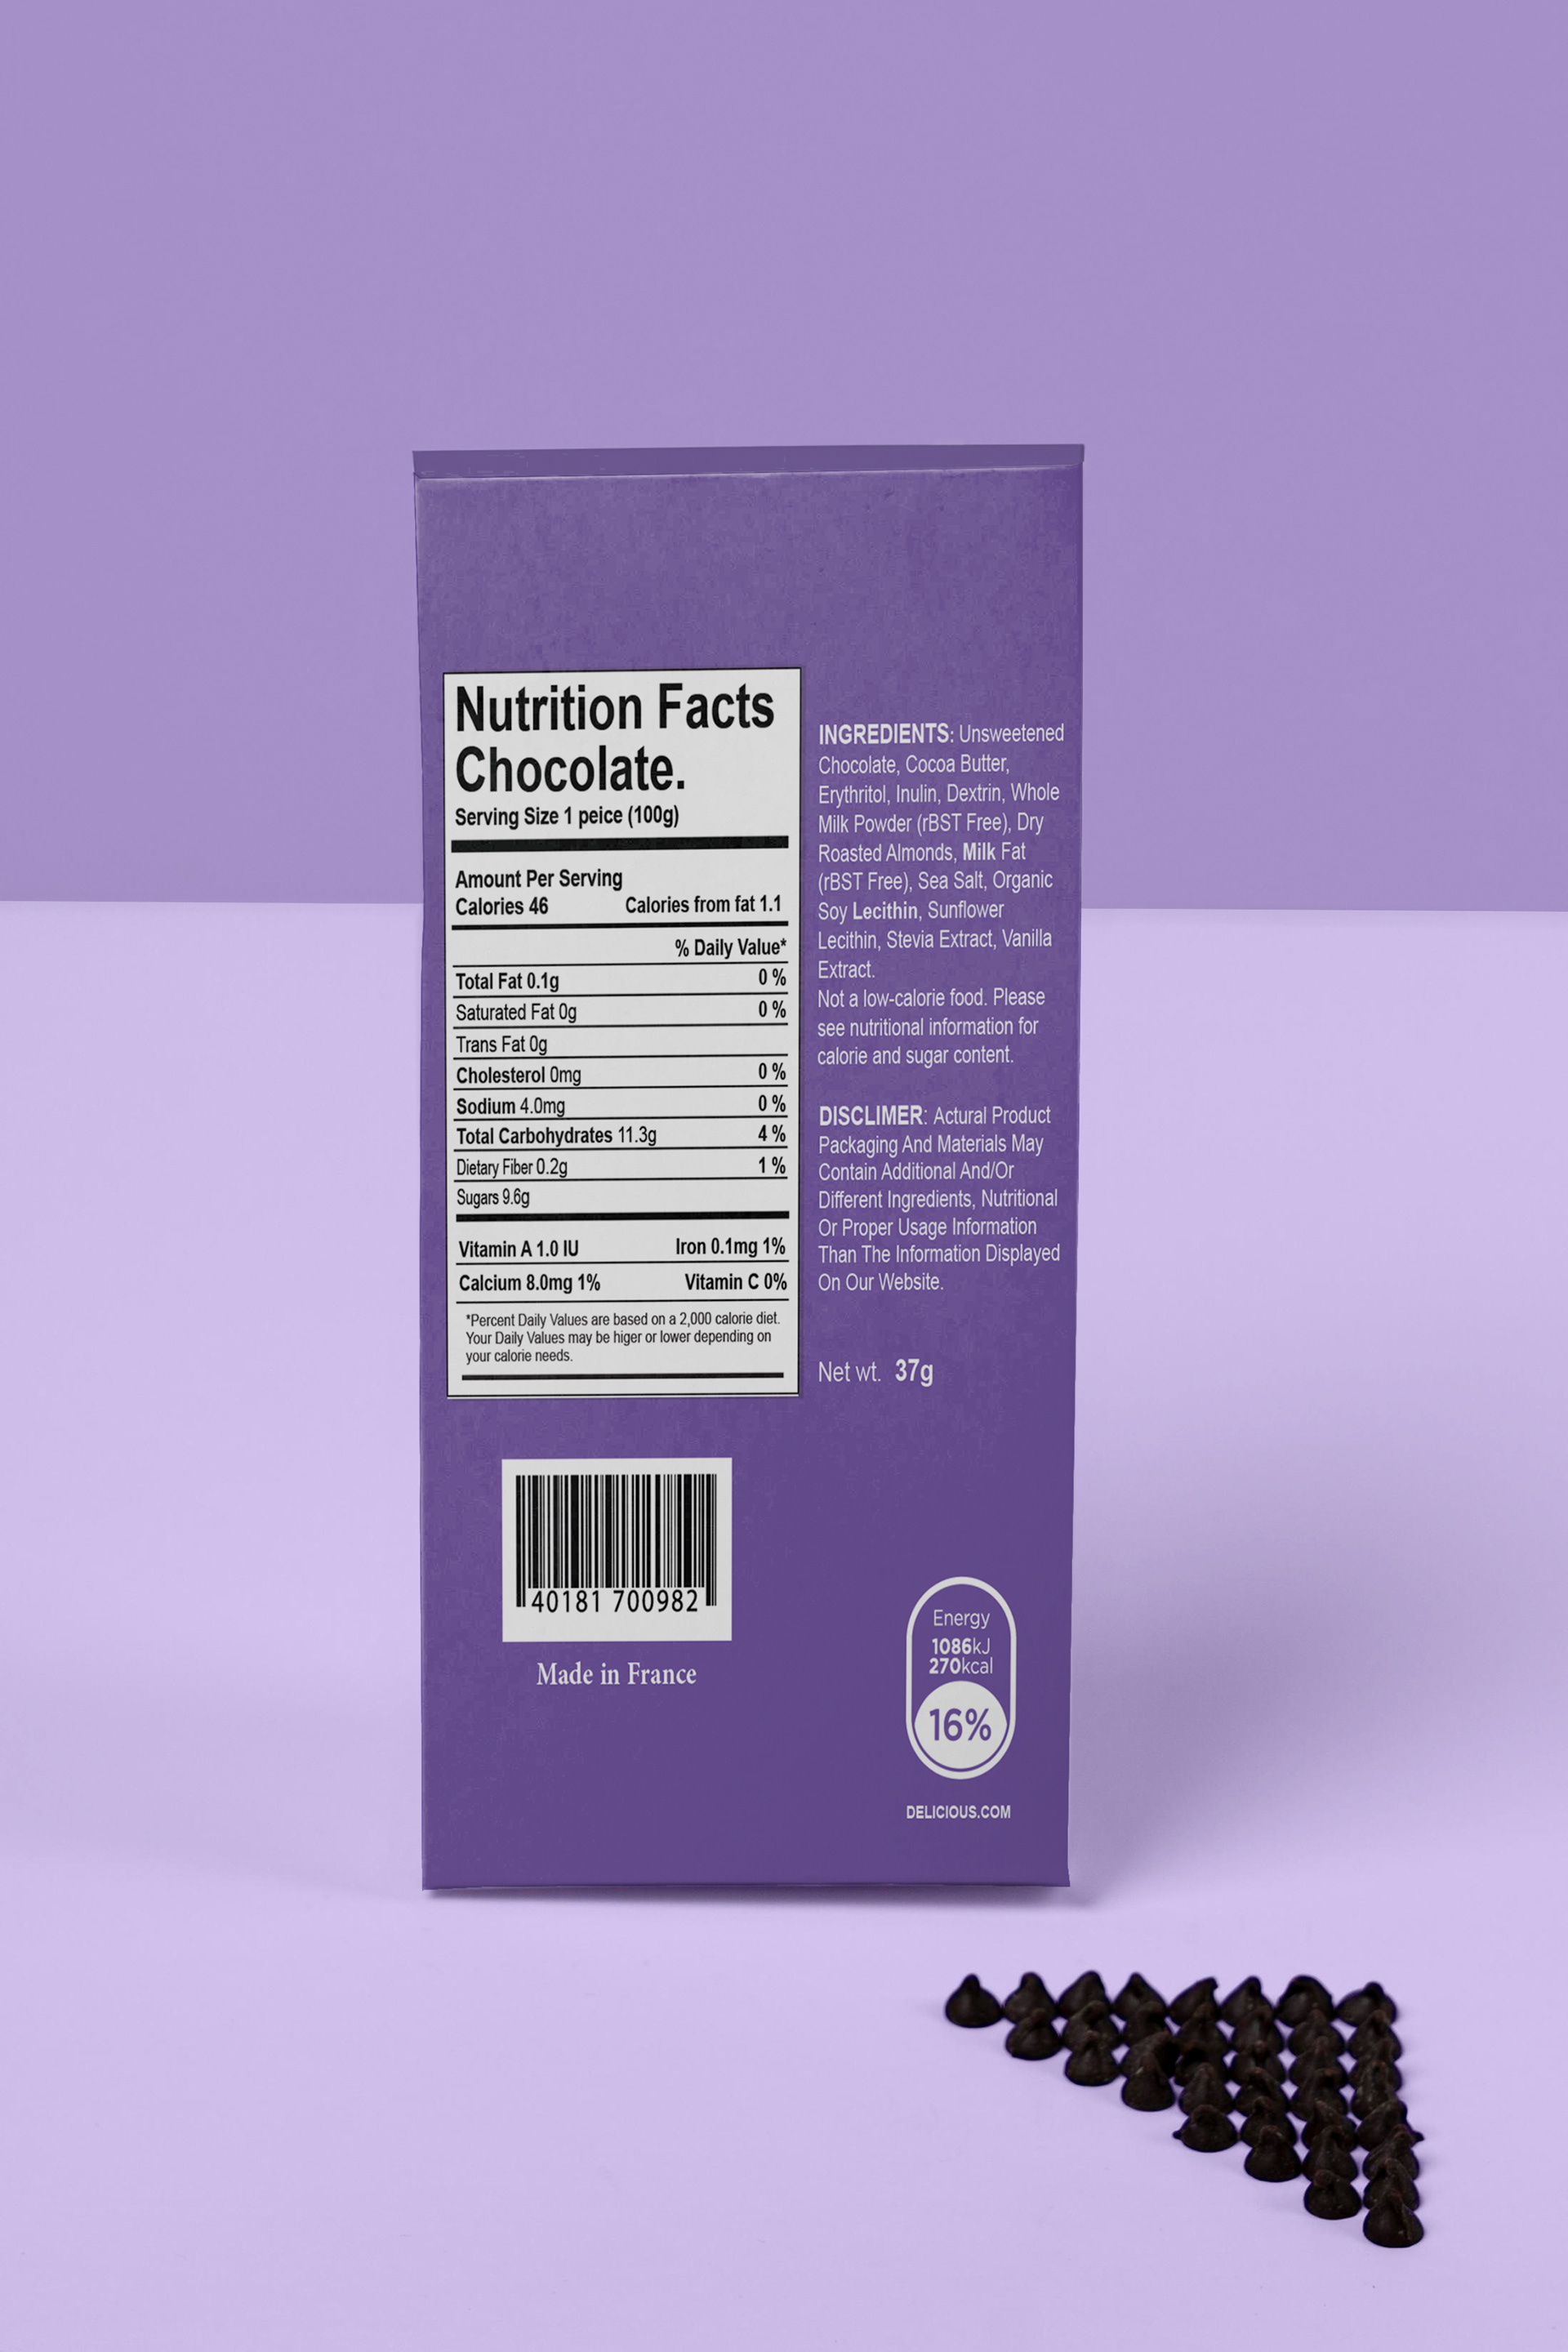 Nutrition Facts
Chocolate.
Serving Size 1 peice (100g)
Amount Per Serving
Calories 46 Calories from fat 1.1
% Daily Value*
Total Fat 0.1g 0 %
Saturated Fat 0g 0 %
Trans Fat 0g
Cholesterol 0mg 0 %
Sodium 4.0mg 0 %
Total Carbohydrates 11.3g 4 %
Dietary Fiber 0.2g 1 %
Sugars 9.6g
Vitamin A 1.0 IU Iron 0.1mg 1%
Calcium 8.0mg 1% Vitamin C 0%
*Percent Daily Values are based on a 2,000 calorie diet.
Your Daily Values may be higer or lower depending on
your calorie needs.
INGREDIENTS: Unsweetened
Chocolate, Cocoa Butter,
Erythritol, Inulin, Dextrin, Whole
Milk Powder (rBST Free), Dry
Roasted Almonds, Milk Fat
(rBST Free), Sea Salt, Organic
Soy Lecithin, Sunflower
Lecithin, Stevia Extract, Vanilla
Extract.
Not a low-calorie food. Please
see nutritional information for
calorie and sugar content.
DISCLIMER: Actural Product
Packaging And Materials May
Contain Additional And/Or
Different Ingredients, Nutritional
Or Proper Usage Information
Than The Information Displayed
On Our Website.
Net wt. 37g
40181 700982
Made in France
Energy
1086kJ
270kcal
16%
DELICIOUS.COM